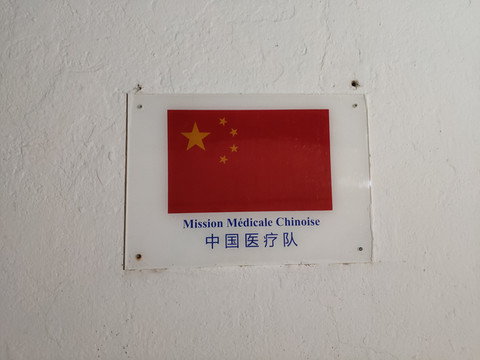 Mission Médicale Chinoise
中国医疗队